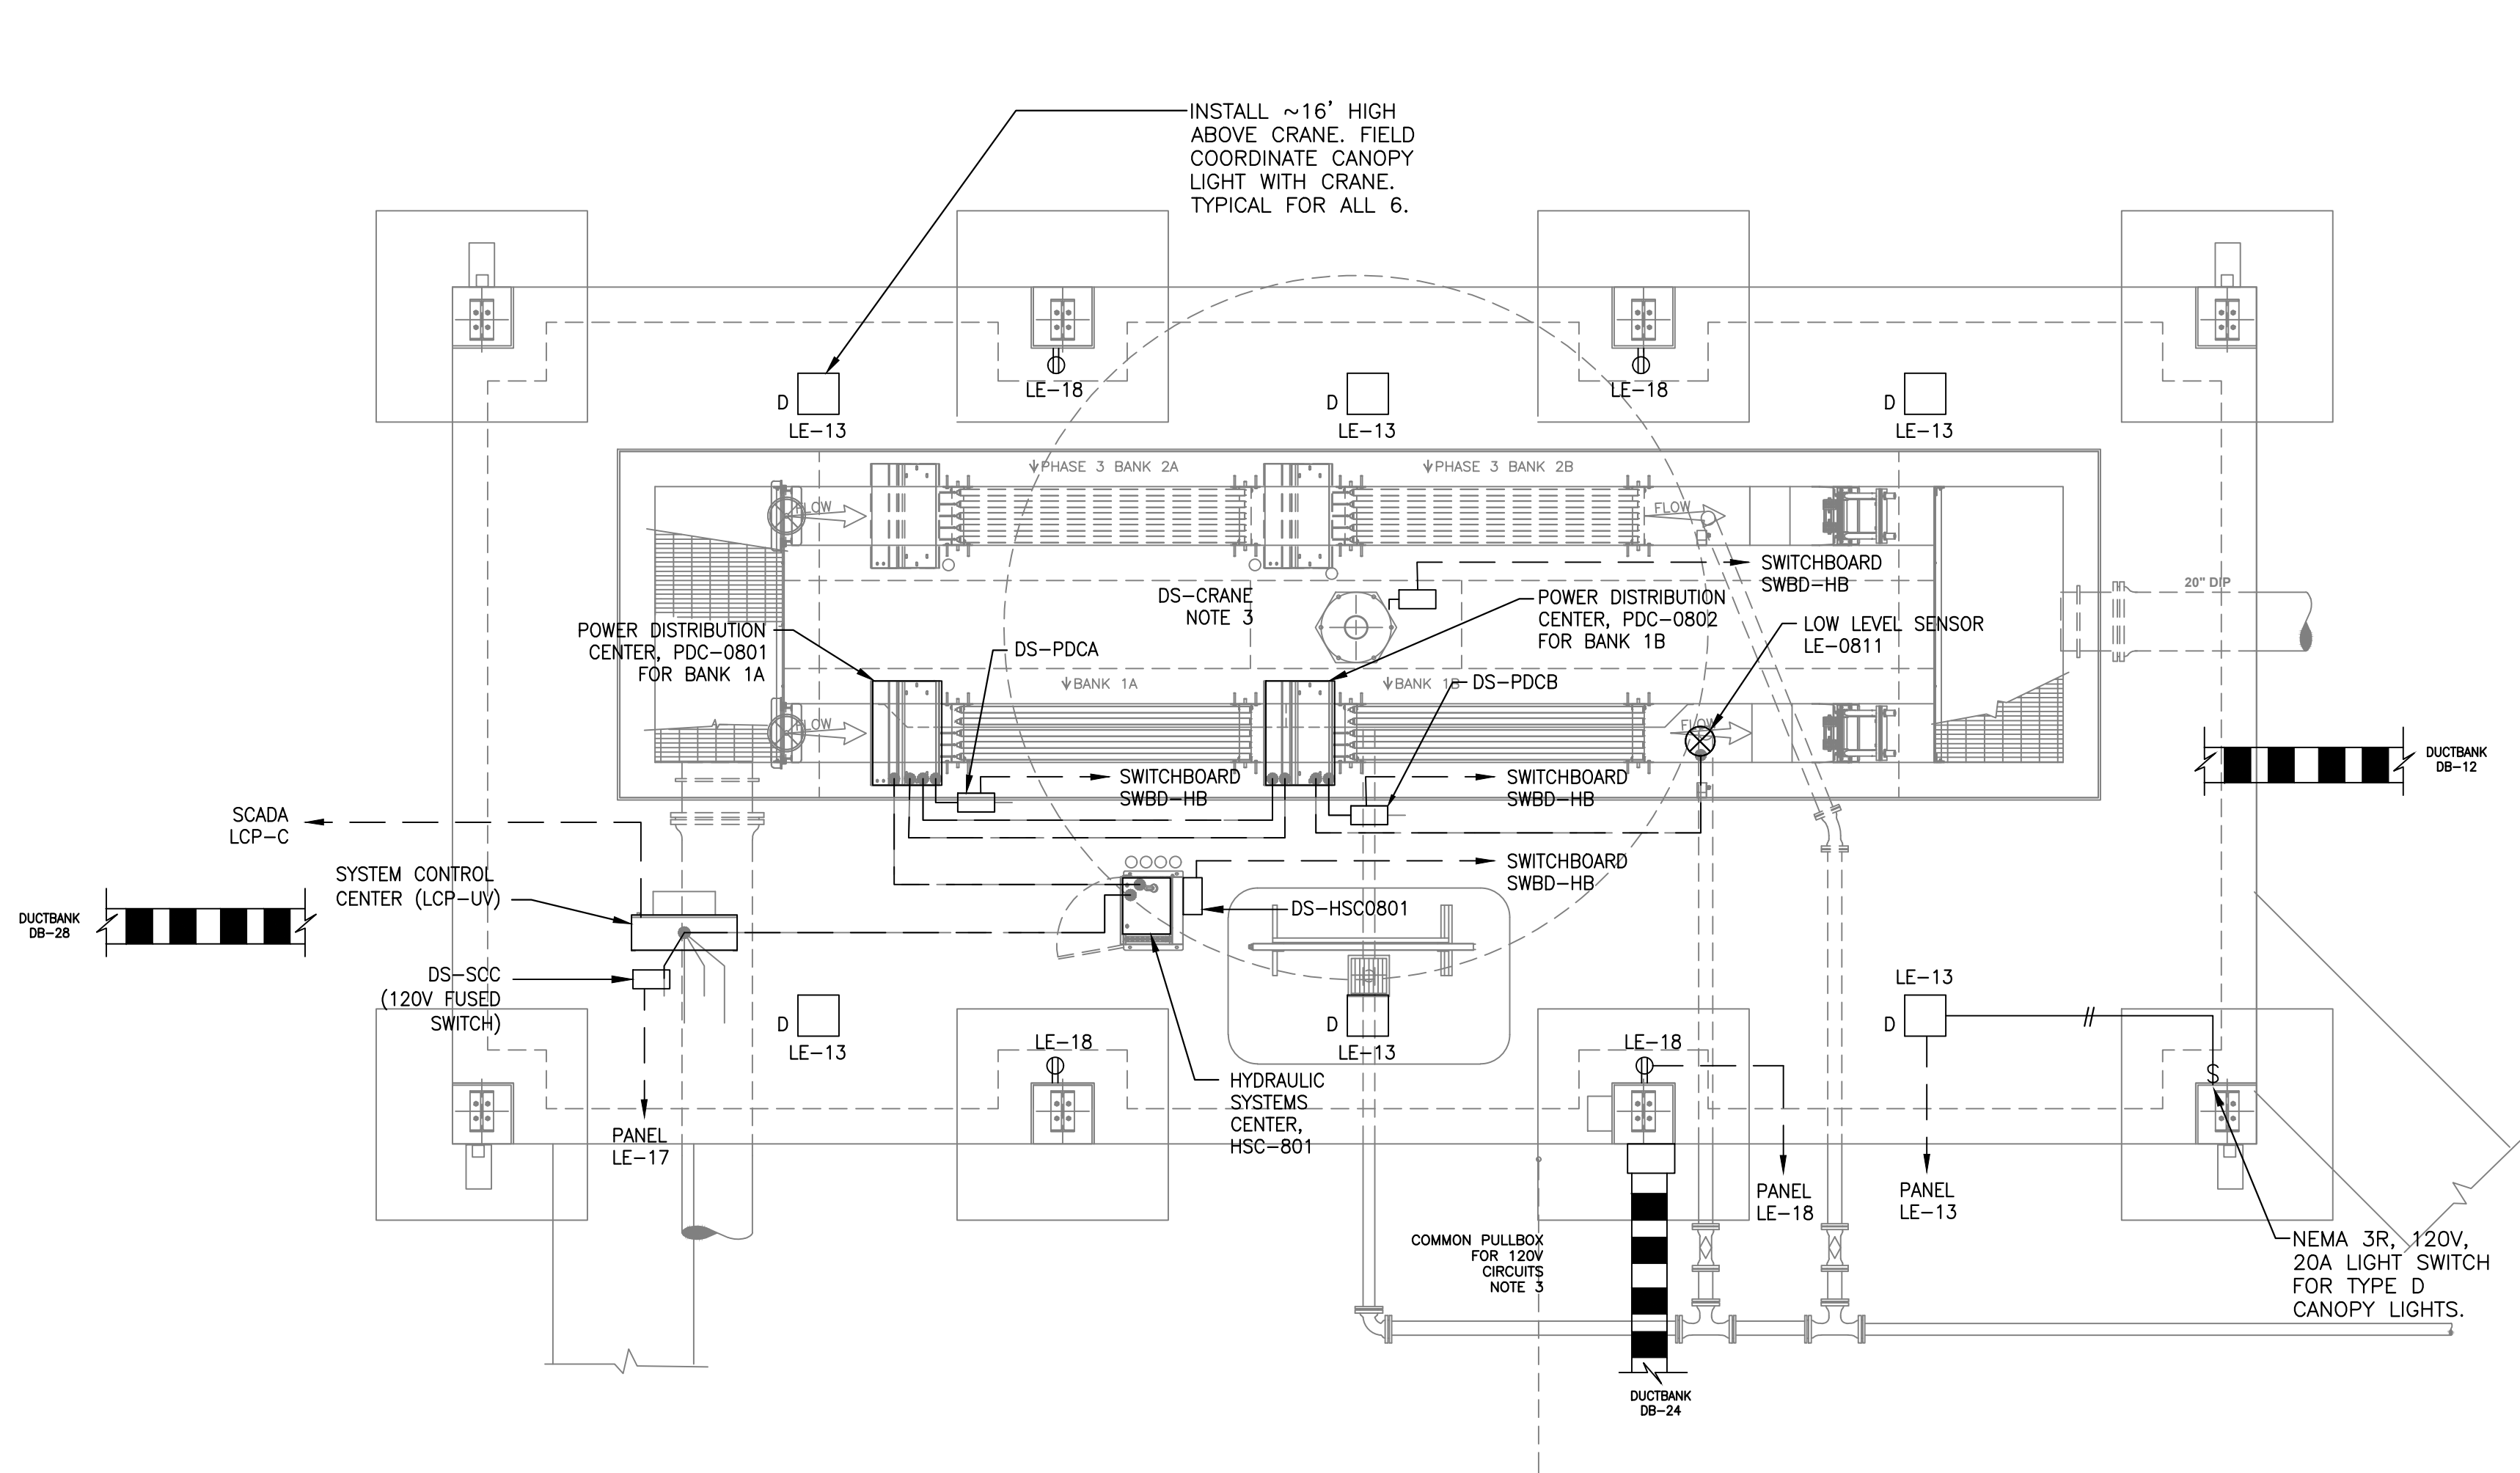 INSTALL ~16' HIGH
ABOVE CRANE. FIELD
COORDINATE CANOPY
LIGHT WITH CRANE.
TYPICAL FOR ALL 6.
LE-18
LE-18
D
LE-13
D
LE-13
D
LE-13
PHASE 3 BANK 2A
PHASE 3 BANK 2B
FLOW
FLOW
SWITCHBOARD
SWBD-HB
20" DIP
DS-CRANE
NOTE 3
POWER DISTRIBUTION
CENTER, PDC-0802
FOR BANK 1B
LOW LEVEL SENSOR
LE-0811
POWER DISTRIBUTION
CENTER, PDC-0801
FOR BANK 1A
DS-PDCA
BANK 1A
BANK 1B
DS-PDCB
FLOW
FLOW
DUCTBANK
DB-12
SWITCHBOARD
SWBD-HB
SWITCHBOARD
SWBD-HB
SCADA
LCP-C
SYSTEM CONTROL
CENTER (LCP-UV)
SWITCHBOARD
SWBD-HB
DS-HSC0801
DUCTBANK
DB-28
DS-SCC
(120V FUSED
SWITCH)
LE-13
D
D
LE-13
D
LE-13
LE-18
LE-18
S
HYDRAULIC
SYSTEMS
CENTER,
HSC-801
PANEL
LE-17
PANEL
LE-18
PANEL
LE-13
COMMON PULLBOX
FOR 120V
CIRCUITS
NOTE 3
NEMA 3R, 120V,
20A LIGHT SWITCH
FOR TYPE D
CANOPY LIGHTS.
DUCTBANK
DB-24